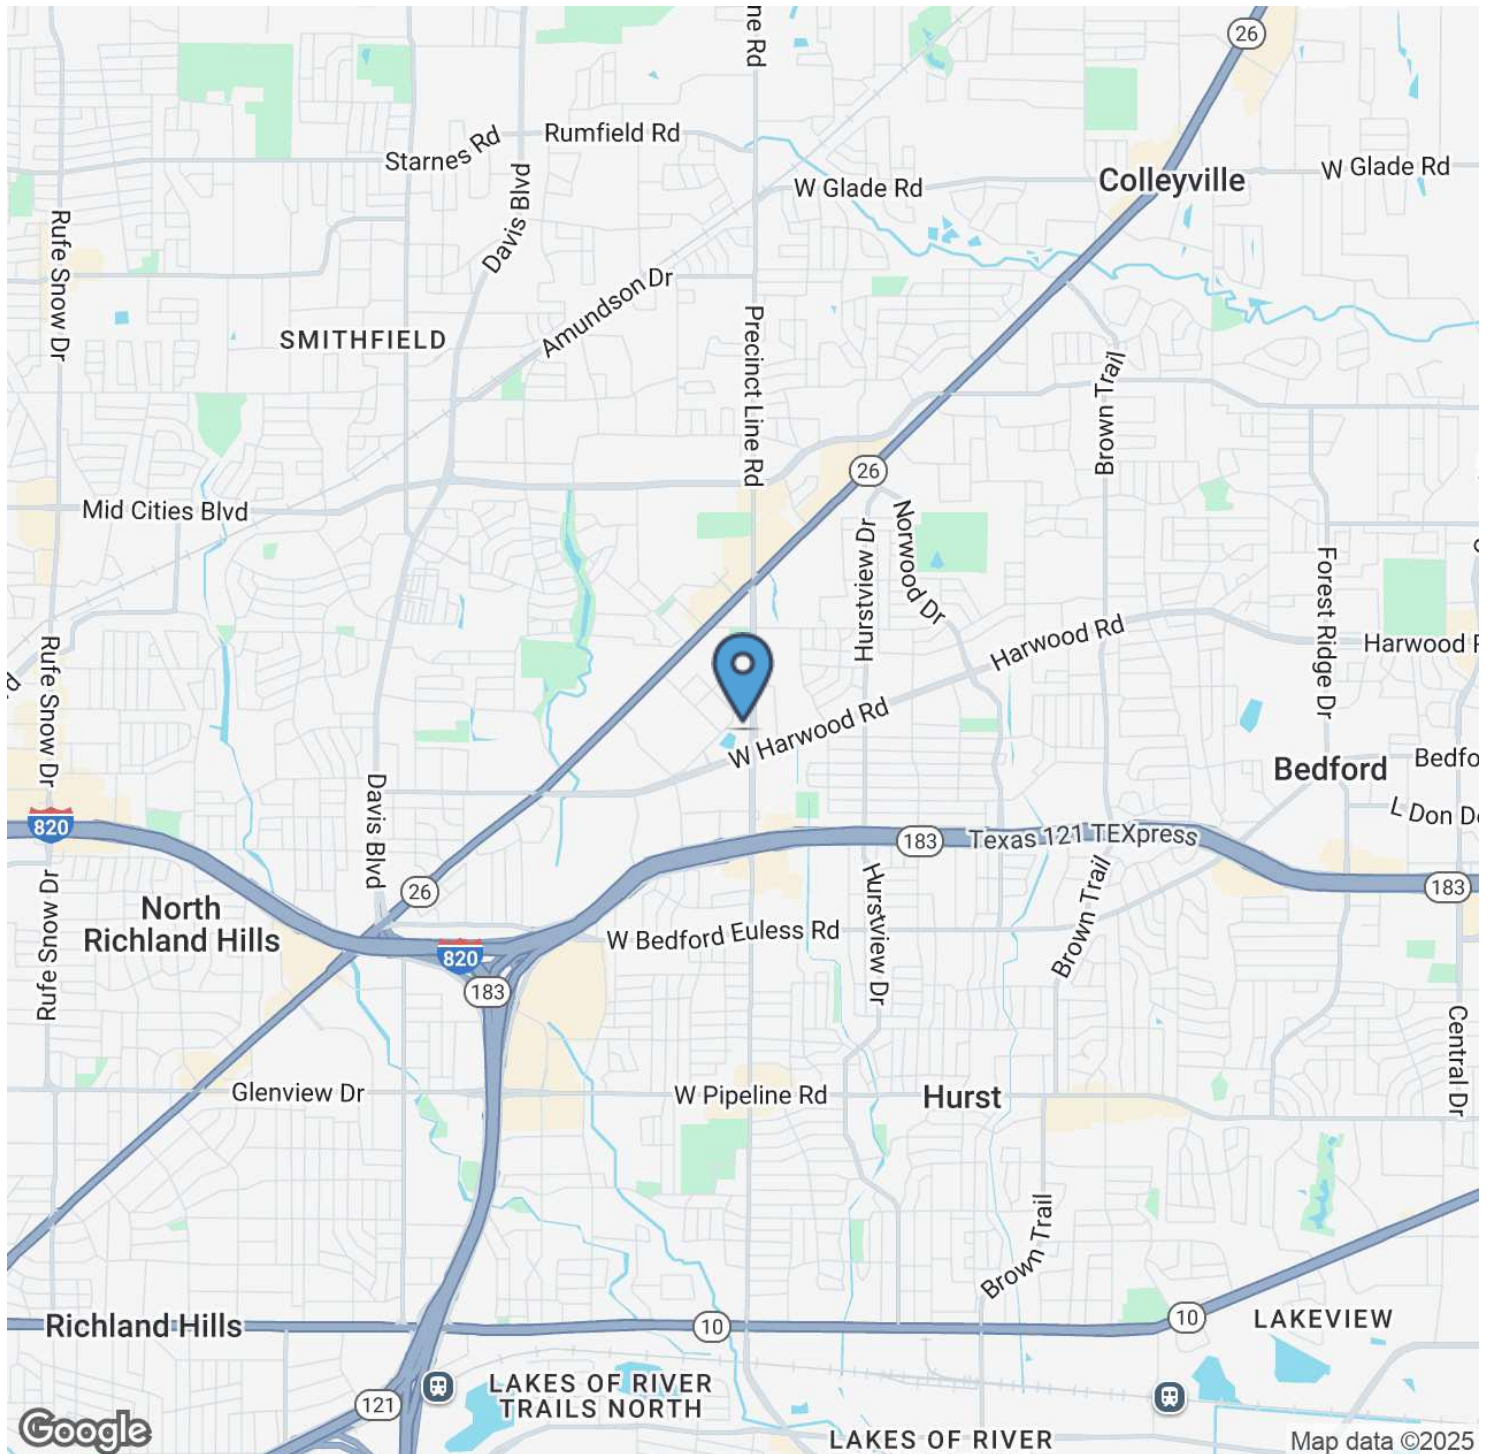 ne Rd
26
Starnes Rd
Rumfield Rd
W Glade Rd
Colleyville
W Glade Rd
Rufe Snow Dr
Davis Blvd
Amundson Dr
SMITHFIELD
Precinct Line Rd
Brown Trail
26
Mid Cities Blvd
Hurstview Dr
Norwood Dr
Forest Ridge Dr
Harwood Rd
Harwood R
Rufe Snow Dr
W Harwood Rd
Bedford
Bedfo
Davis Blvd
L Don Do
820
183
Texas 121 TEXpress
26
183
Rufe Snow Dr
North
Richland Hills
Hurstview Dr
Brown Trail
W Bedford Euless Rd
820
183
Central Dr
Glenview Dr
W Pipeline Rd
Hurst
Brown Trail
Richland Hills
10
10
LAKEVIEW
121
LAKES OF RIVER
TRAILS NORTH
Google
LAKES OF RIVER
Map data ©2025